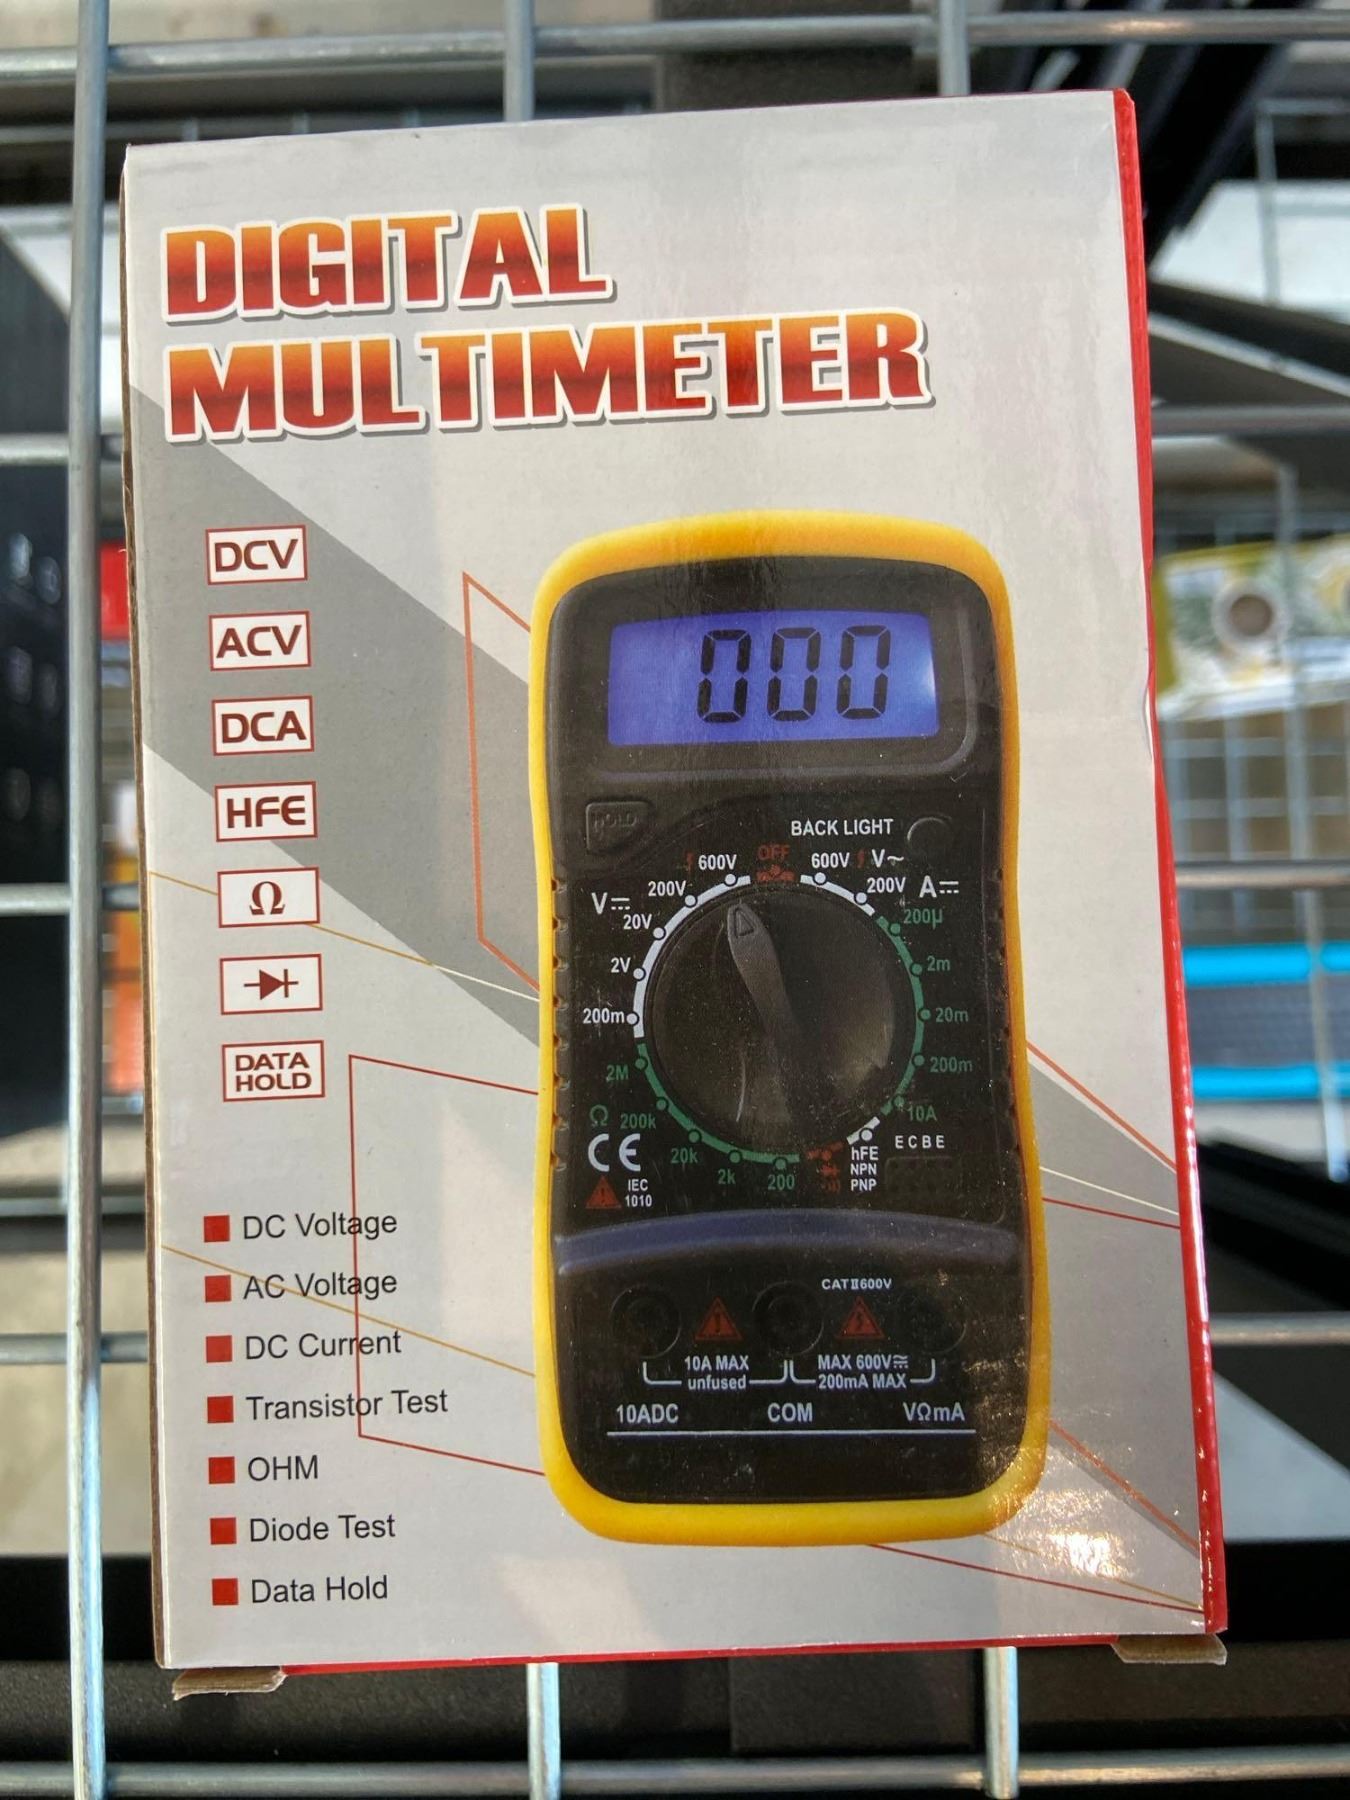 DIGITAL
MULTIMETER
DCV
ACV
DCA
HFE
Ω
DATA
HOLD
DC Voltage
AC Voltage
DC Current
Transistor Test
OHM
Diode Test
Data Hold
000
HOLD
BACK LIGHT
600V OFF 600V V~
200V 200V A
V 20V 200µ
2V 2m
200m 20m
2M 200m
Ω 200k 10A
CE 20k 2k 200 hFE ECBE
IEC NPN
1010 PNP
CATII600V
10A MAX MAX 600V
unfused 200mA MAX
10ADC COM VΩmA